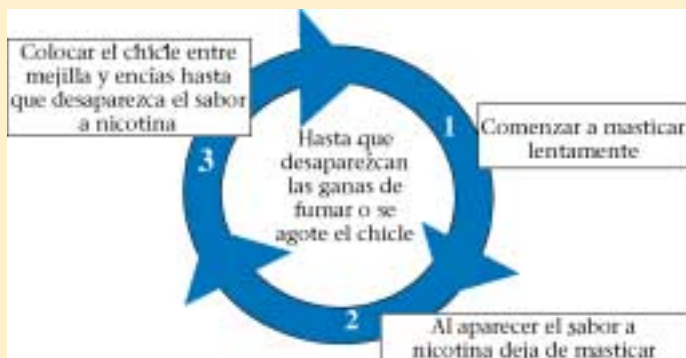 Colocar el chicle entre
mejilla y encías hasta
que desaparezca el sabor
a nicotina
1
Comenzar a masticar
lentamente
Hasta que
desaparezcan
las ganas de
fumar o se
agote el chicle
3
2
Al aparecer el sabor a
nicotina deja de masticar